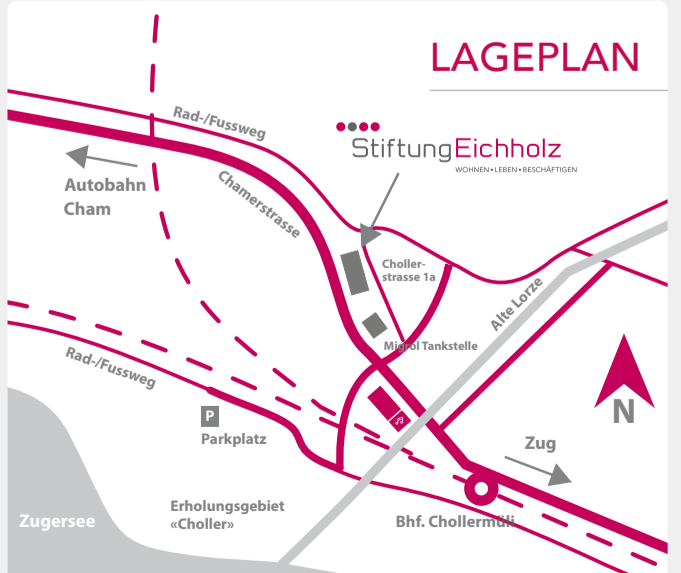 LAGEPLAN
Rad-/Fussweg
StiftungEichholz
WOHNEN • LEBEN • BESCHÄFTIGEN
Autobahn
Cham
Chamerstrasse
Choller-
strasse 1a
Alte Lorze
Migrol Tankstelle
Rad-/Fussweg
P
Parkplatz
N
Zug
Erholungsgebiet
«Choller»
Zugersee
Bhf. Chollermüli